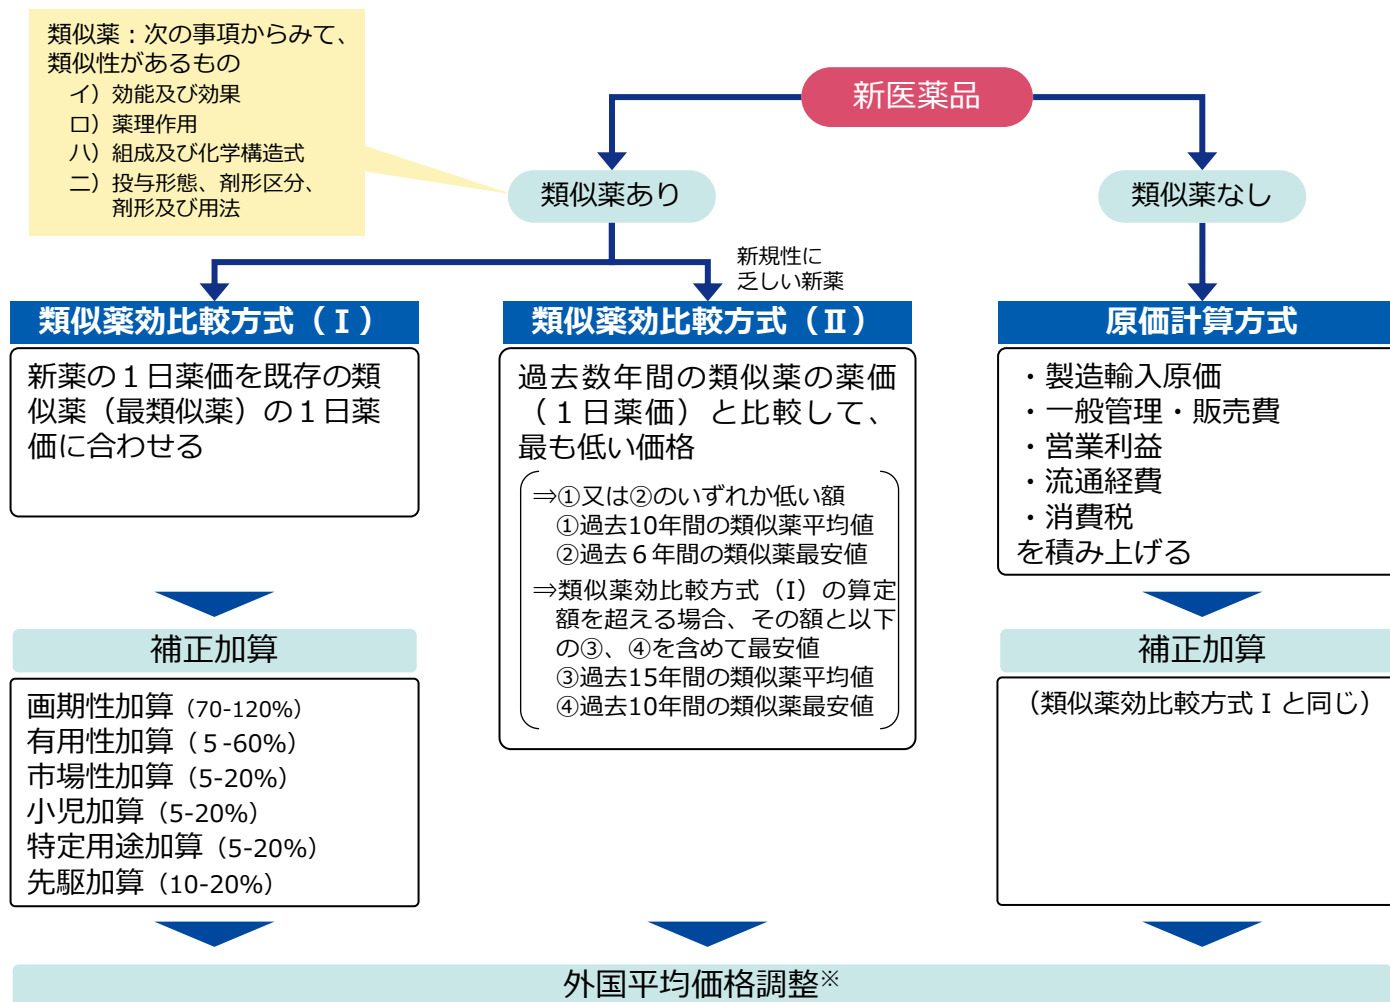 類似薬：次の事項からみて、
類似性があるもの
イ）効能及び効果
ロ）薬理作用
ハ）組成及び化学構造式
ニ）投与形態、剤形区分、
剤形及び用法
新医薬品
類似薬あり
類似薬なし
新規性に
乏しい新薬
類似薬効比較方式（Ⅰ）
新薬の１日薬価を既存の類
似薬（最類似薬）の１日薬
価に合わせる
補正加算
画期性加算（70-120%）
有用性加算（５-60%）
市場性加算（5-20%）
小児加算（5-20%）
特定用途加算（5-20%）
先駆加算（10-20%）
類似薬効比較方式（Ⅱ）
過去数年間の類似薬の薬価
（１日薬価）と比較して、
最も低い価格
⇒①又は②のいずれか低い額
①過去10年間の類似薬平均値
②過去６年間の類似薬最安値
⇒類似薬効比較方式（I）の算定
額を超える場合、その額と以下
の③、④を含めて最安値
③過去15年間の類似薬平均値
④過去10年間の類似薬最安値
原価計算方式
・製造輸入原価
・一般管理・販売費
・営業利益
・流通経費
・消費税
を積み上げる
補正加算
（類似薬効比較方式Ⅰと同じ）
外国平均価格調整※